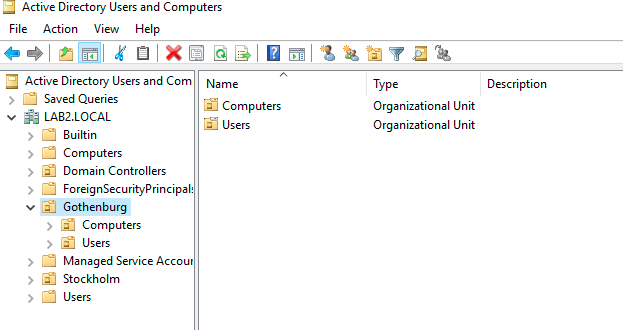 Active Directory Users and Computers
File Action View Help
Active Directory Users and Com
Saved Queries
LAB2.LOCAL
Builtin
Computers
Domain Controllers
ForeignSecurityPrincipals
Gothenburg
Computers
Users
Managed Service Accour
Stockholm
Users
Name Type Description
Computers Organizational Unit
Users Organizational Unit